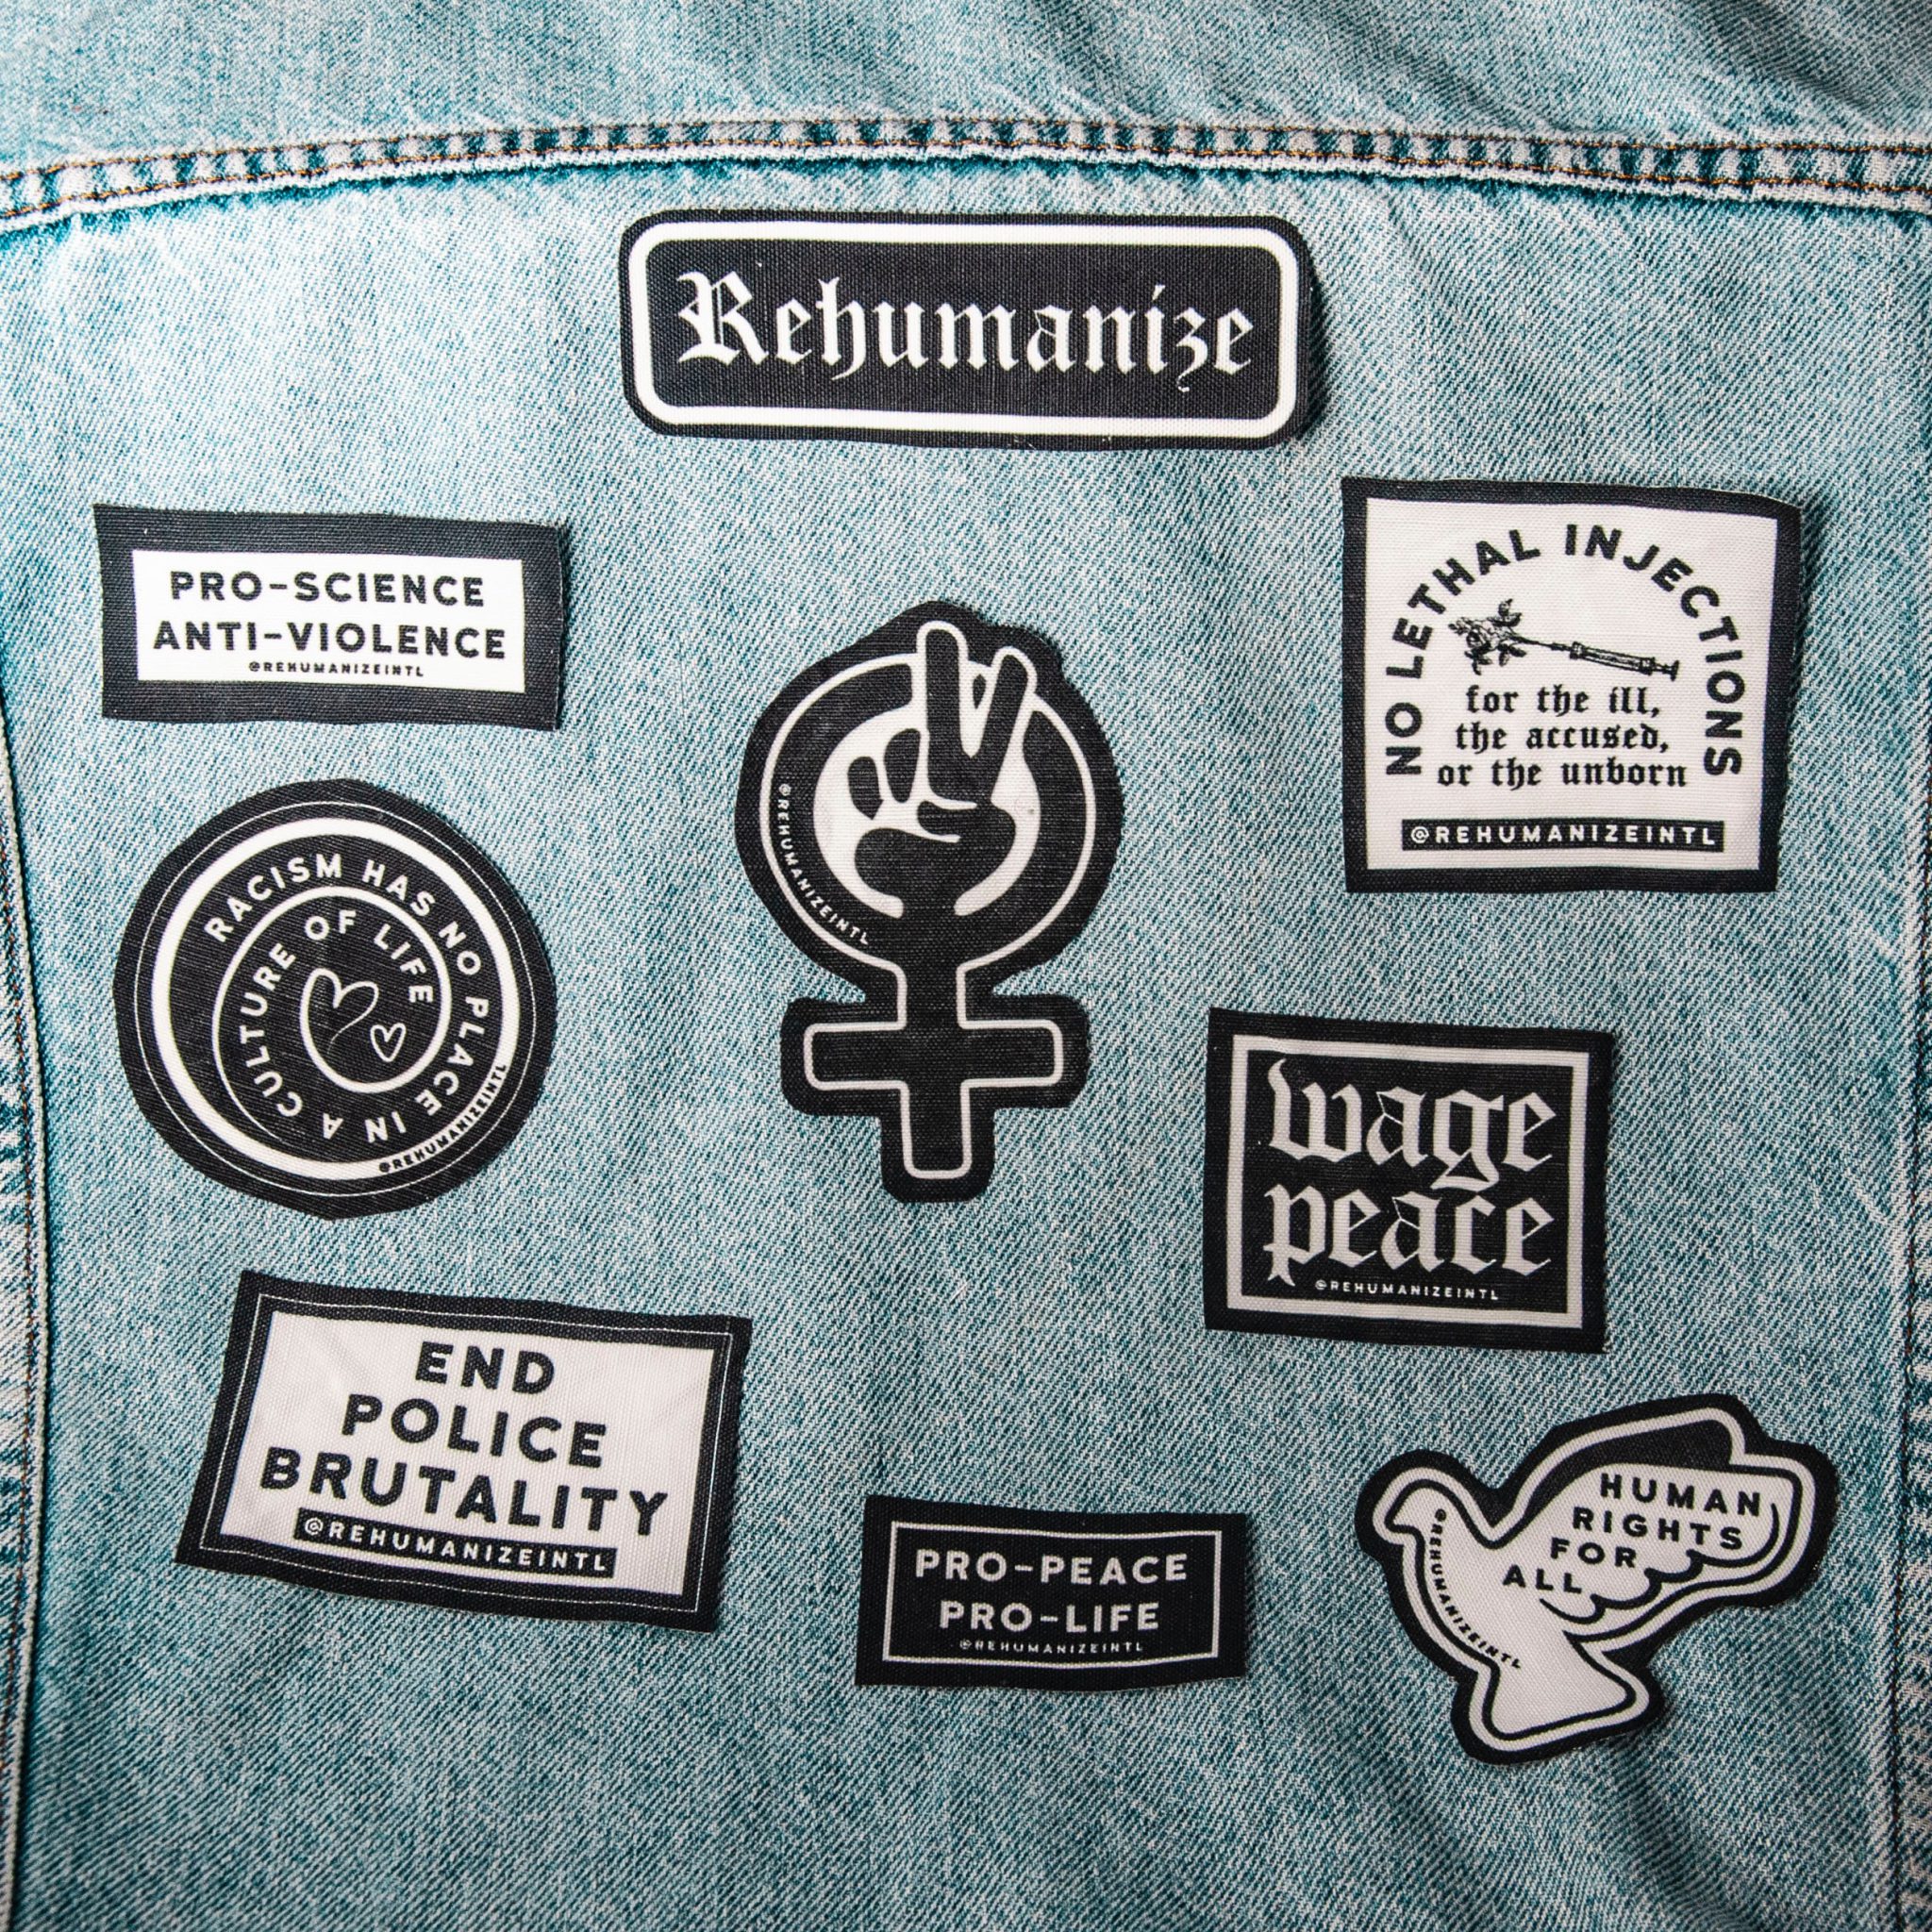 Rehumanize
PRO-SCIENCE
ANTI-VIOLENCE
@REHUMANIZEINTL
NO LETHAL INJECTIONS
for the ill,
the accused,
or the unborn
@REHUMANIZEINTL
@REHUMANIZEINTL
RACISM HAS NO PLACE IN A CULTURE OF LIFE
@REHUMANIZEINTL
wage
peace
@REHUMANIZEINTL
END
POLICE
BRUTALITY
@REHUMANIZEINTL
PRO-PEACE
PRO-LIFE
@REHUMANIZEINTL
HUMAN
RIGHTS
FOR
ALL
@REHUMANIZEINTL